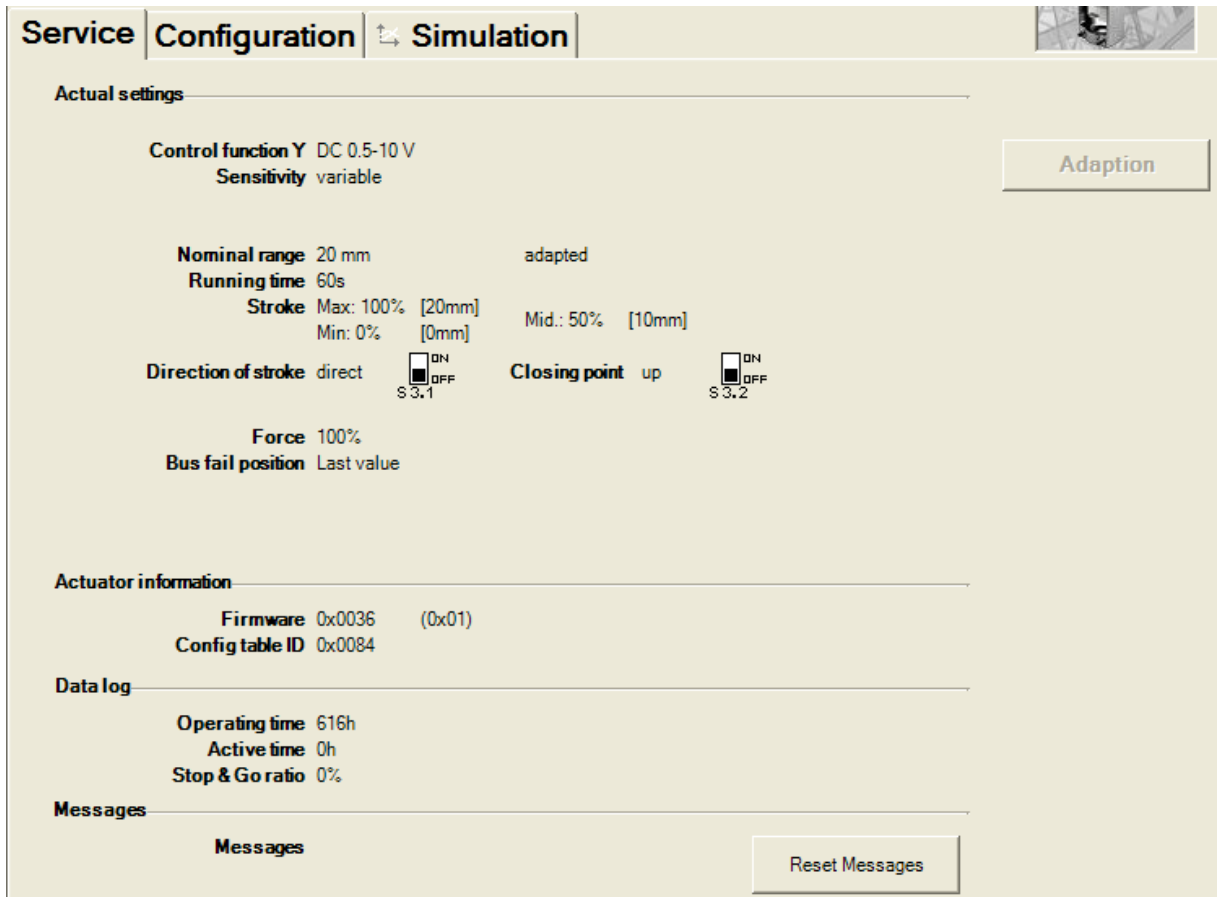 Service Configuration Simulation
Actual settings
Adaption
Control function Y DC 0.5-10 V
Sensitivity variable
Nominal range 20 mm adapted
Running time 60s
Stroke Max: 100% [20mm] Mid.: 50% [10mm]
Min: 0% [0mm]
Direction of stroke direct ON OFF S 3.1 Closing point up ON OFF S 3.2
Force 100%
Bus fail position Last value
Actuator information
Firmware 0x0036 (0x01)
Config table ID 0x0084
Data log
Operating time 616h
Active time 0h
Stop & Go ratio 0%
Messages
Messages
Reset Messages